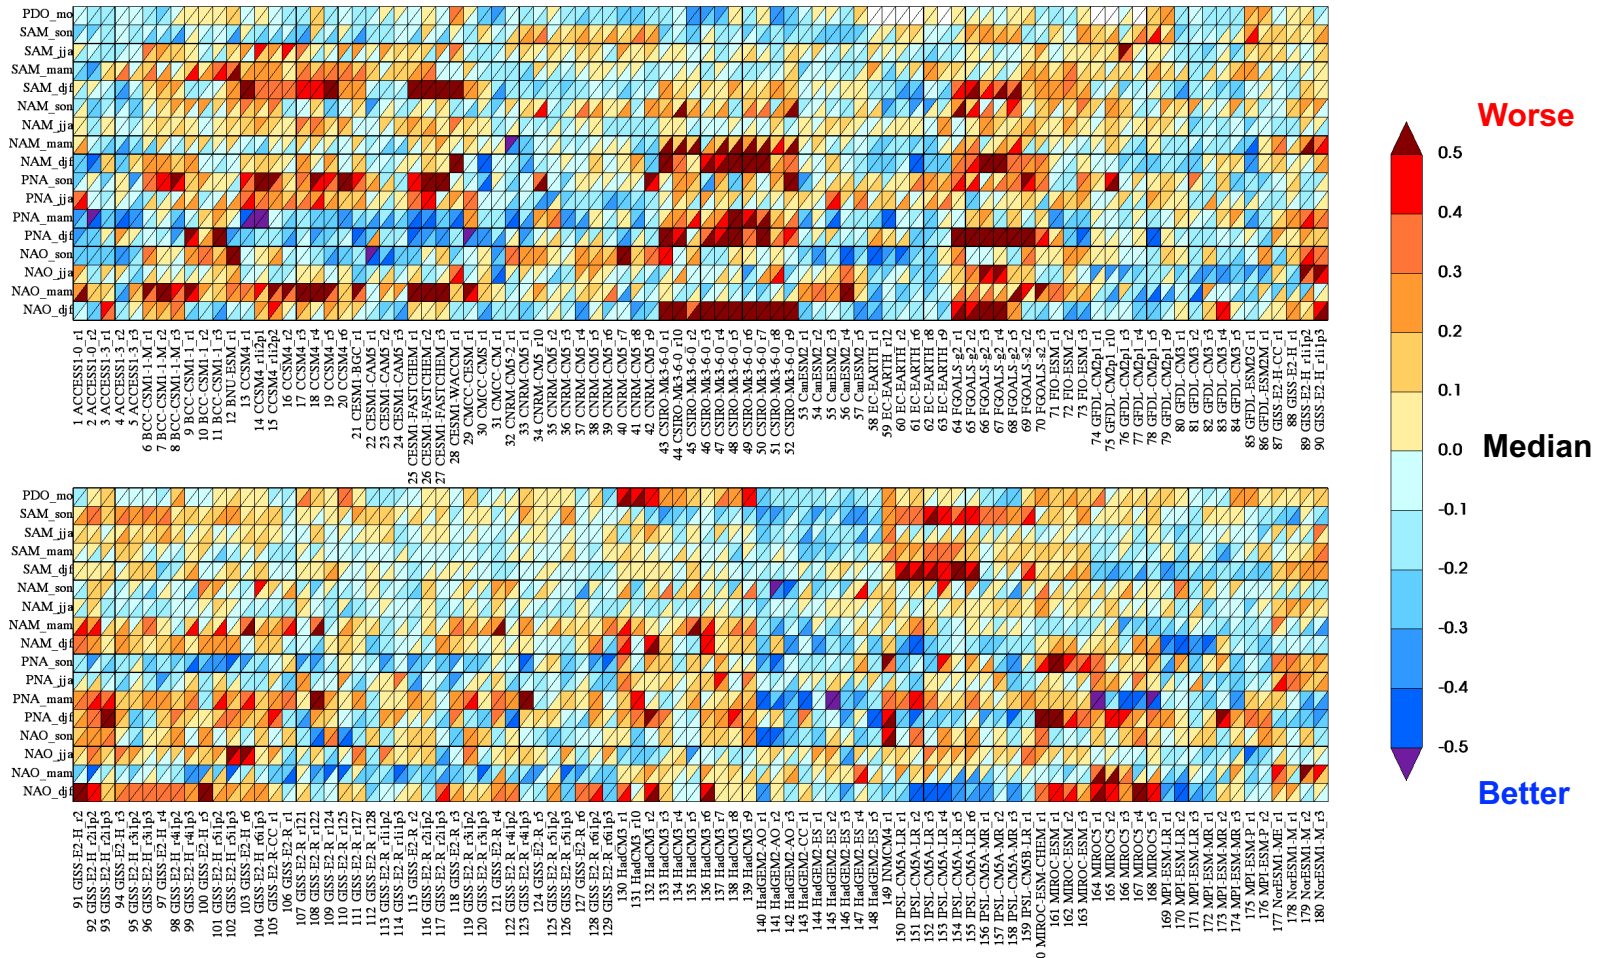 PDO_mo
SAM_son
SAM_jja
SAM_mam
SAM_djf
NAM_son
NAM_jja
NAM_mam
NAM_djf
PNA_son
PNA_jja
PNA_mam
PNA_djf
NAO_son
NAO_jja
NAO_mam
NAO_djf
1 ACCESS1-0_r1
2 ACCESS1-0_r2
3 ACCESS1-3_r1
4 ACCESS1-3_r2
5 ACCESS1-3_r3
6 BCC-CSM1-1-M_r1
7 BCC-CSM1-1-M_r2
8 BCC-CSM1-1-M_r3
9 BCC-CSM1-1_r1
10 BCC-CSM1-1_r2
11 BCC-CSM1-1_r3
12 BNU-ESM_r1
13 CCSM4_r1
14 CCSM4_r1i2p1
15 CCSM4_r1i2p2
16 CCSM4_r2
17 CCSM4_r3
18 CCSM4_r4
19 CCSM4_r5
20 CCSM4_r6
21 CESM1-BGC_r1
22 CESM1-CAM5_r1
23 CESM1-CAM5_r2
24 CESM1-CAM5_r3
25 CESM1-FASTCHEM_r1
26 CESM1-FASTCHEM_r2
27 CESM1-FASTCHEM_r3
28 CESM1-WACCM_r1
29 CMCC-CESM_r1
30 CMCC-CMS_r1
31 CMCC-CM_r1
32 CNRM-CM5-2_r1
33 CNRM-CM5_r1
34 CNRM-CM5_r10
35 CNRM-CM5_r2
36 CNRM-CM5_r3
37 CNRM-CM5_r4
38 CNRM-CM5_r5
39 CNRM-CM5_r6
40 CNRM-CM5_r7
41 CNRM-CM5_r8
42 CNRM-CM5_r9
43 CSIRO-Mk3-6-0_r1
44 CSIRO-Mk3-6-0_r10
45 CSIRO-Mk3-6-0_r2
46 CSIRO-Mk3-6-0_r3
47 CSIRO-Mk3-6-0_r4
48 CSIRO-Mk3-6-0_r5
49 CSIRO-Mk3-6-0_r6
50 CSIRO-Mk3-6-0_r7
51 CSIRO-Mk3-6-0_r8
52 CSIRO-Mk3-6-0_r9
53 CanESM2_r1
54 CanESM2_r2
55 CanESM2_r3
56 CanESM2_r4
57 CanESM2_r5
58 EC-EARTH_r1
59 EC-EARTH_r12
60 EC-EARTH_r2
61 EC-EARTH_r6
62 EC-EARTH_r8
63 EC-EARTH_r9
64 FGOALS-g2_r1
65 FGOALS-g2_r2
66 FGOALS-g2_r3
67 FGOALS-g2_r4
68 FGOALS-g2_r5
69 FGOALS-s2_r2
70 FGOALS-s2_r3
71 FIO-ESM_r1
72 FIO-ESM_r2
73 FIO-ESM_r3
74 GFDL-CM2p1_r1
75 GFDL-CM2p1_r10
76 GFDL-CM2p1_r3
77 GFDL-CM2p1_r4
78 GFDL-CM2p1_r5
79 GFDL-CM2p1_r9
80 GFDL-CM3_r1
81 GFDL-CM3_r2
82 GFDL-CM3_r3
83 GFDL-CM3_r4
84 GFDL-CM3_r5
85 GFDL-ESM2G_r1
86 GFDL-ESM2M_r1
87 GISS-E2-H-CC_r1
88 GISS-E2-H_r1
89 GISS-E2-H_r1i1p2
90 GISS-E2-H_r1i1p3
PDO_mo
SAM_son
SAM_jja
SAM_mam
SAM_djf
NAM_son
NAM_jja
NAM_mam
NAM_djf
PNA_son
PNA_jja
PNA_mam
PNA_djf
NAO_son
NAO_jja
NAO_mam
NAO_djf
91 GISS-E2-H_r2
92 GISS-E2-H_r2i1p2
93 GISS-E2-H_r2i1p3
94 GISS-E2-H_r3
95 GISS-E2-H_r3i1p2
96 GISS-E2-H_r3i1p3
97 GISS-E2-H_r4
98 GISS-E2-H_r4i1p2
99 GISS-E2-H_r4i1p3
100 GISS-E2-H_r5
101 GISS-E2-H_r5i1p2
102 GISS-E2-H_r5i1p3
103 GISS-E2-H_r6
104 GISS-E2-H_r6i1p3
105 GISS-E2-R-CC_r1
106 GISS-E2-R_r1
107 GISS-E2-R_r121
108 GISS-E2-R_r122
109 GISS-E2-R_r124
110 GISS-E2-R_r125
111 GISS-E2-R_r127
112 GISS-E2-R_r128
113 GISS-E2-R_r1i1p2
114 GISS-E2-R_r1i1p3
115 GISS-E2-R_r2
116 GISS-E2-R_r2i1p2
117 GISS-E2-R_r2i1p3
118 GISS-E2-R_r3
119 GISS-E2-R_r3i1p2
120 GISS-E2-R_r3i1p3
121 GISS-E2-R_r4
122 GISS-E2-R_r4i1p2
123 GISS-E2-R_r4i1p3
124 GISS-E2-R_r5
125 GISS-E2-R_r5i1p2
126 GISS-E2-R_r5i1p3
127 GISS-E2-R_r6
128 GISS-E2-R_r6i1p2
129 GISS-E2-R_r6i1p3
130 HadCM3_r1
131 HadCM3_r10
132 HadCM3_r2
133 HadCM3_r3
134 HadCM3_r4
135 HadCM3_r5
136 HadCM3_r6
137 HadCM3_r7
138 HadCM3_r8
139 HadCM3_r9
140 HadGEM2-AO_r1
141 HadGEM2-AO_r2
142 HadGEM2-AO_r3
143 HadGEM2-CC_r1
144 HadGEM2-ES_r1
145 HadGEM2-ES_r2
146 HadGEM2-ES_r3
147 HadGEM2-ES_r4
148 HadGEM2-ES_r5
149 INMCM4_r1
150 IPSL-CM5A-LR_r1
151 IPSL-CM5A-LR_r2
152 IPSL-CM5A-LR_r3
153 IPSL-CM5A-LR_r4
154 IPSL-CM5A-LR_r5
155 IPSL-CM5A-LR_r6
156 IPSL-CM5A-MR_r1
157 IPSL-CM5A-MR_r2
158 IPSL-CM5A-MR_r3
159 IPSL-CM5B-LR_r1
0 MIROC-ESM-CHEM_r1
161 MIROC-ESM_r1
162 MIROC-ESM_r2
163 MIROC-ESM_r3
164 MIROC5_r1
165 MIROC5_r2
166 MIROC5_r3
167 MIROC5_r4
168 MIROC5_r5
169 MPI-ESM-LR_r1
170 MPI-ESM-LR_r2
171 MPI-ESM-LR_r3
172 MPI-ESM-MR_r1
173 MPI-ESM-MR_r2
174 MPI-ESM-MR_r3
175 MPI-ESM-P_r1
176 MPI-ESM-P_r2
177 NorESM1-ME_r1
178 NorESM1-M_r1
179 NorESM1-M_r2
180 NorESM1-M_r3
Worse
0.5
0.4
0.3
0.2
0.1
0.0
Median
-0.1
-0.2
-0.3
-0.4
-0.5
Better